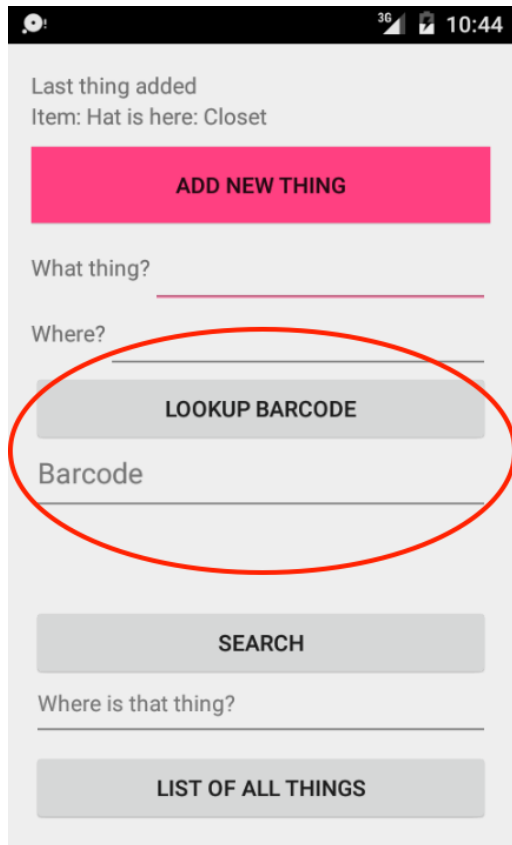 3G 10:44
Last thing added
Item: Hat is here: Closet
ADD NEW THING
What thing?
Where?
LOOKUP BARCODE
Barcode
SEARCH
Where is that thing?
LIST OF ALL THINGS